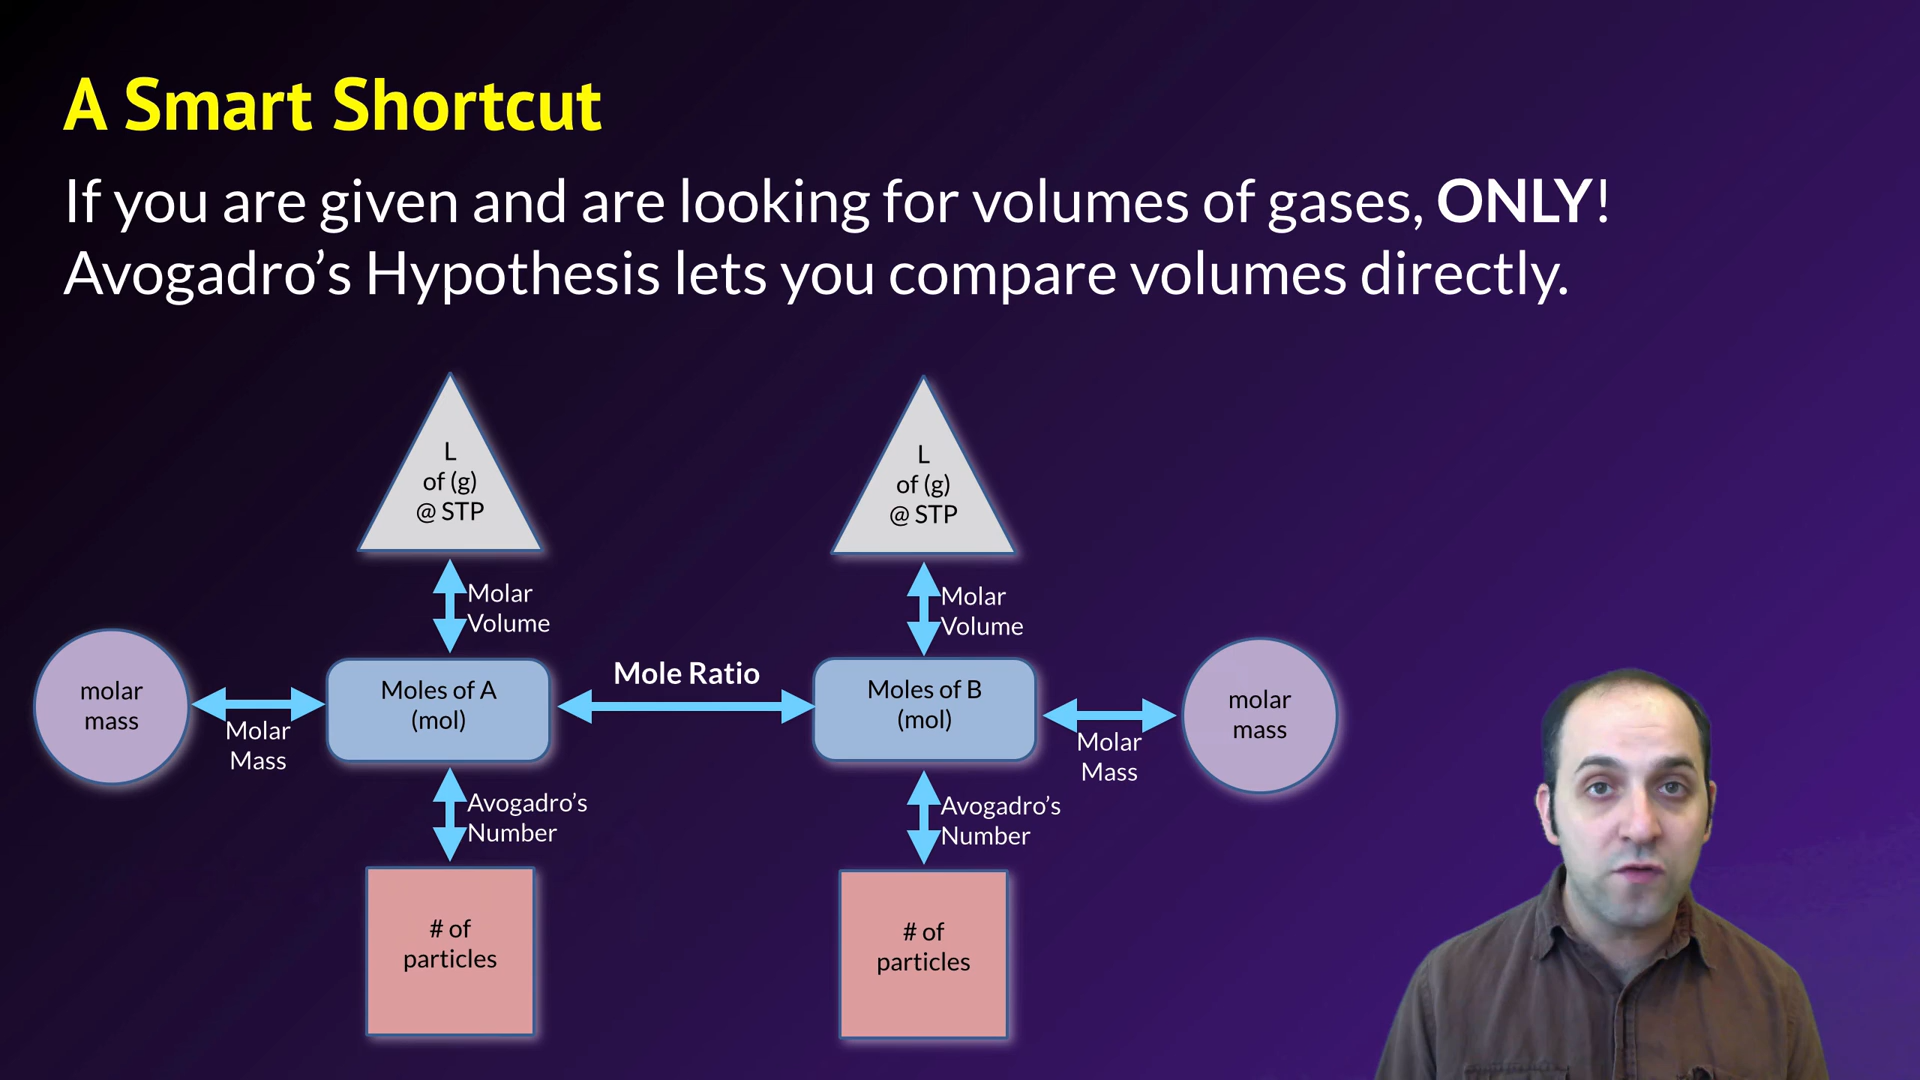 A Smart Shortcut
If you are given and are looking for volumes of gases, ONLY!
Avogadro’s Hypothesis lets you compare volumes directly.
L
of (g)
@ STP
L
of (g)
@ STP
Molar
Volume
Molar
Volume
molar
mass
Molar
Mass
Moles of A
(mol)
Mole Ratio
Moles of B
(mol)
Molar
Mass
molar
mass
Avogadro’s
Number
Avogadro’s
Number
# of
particles
# of
particles